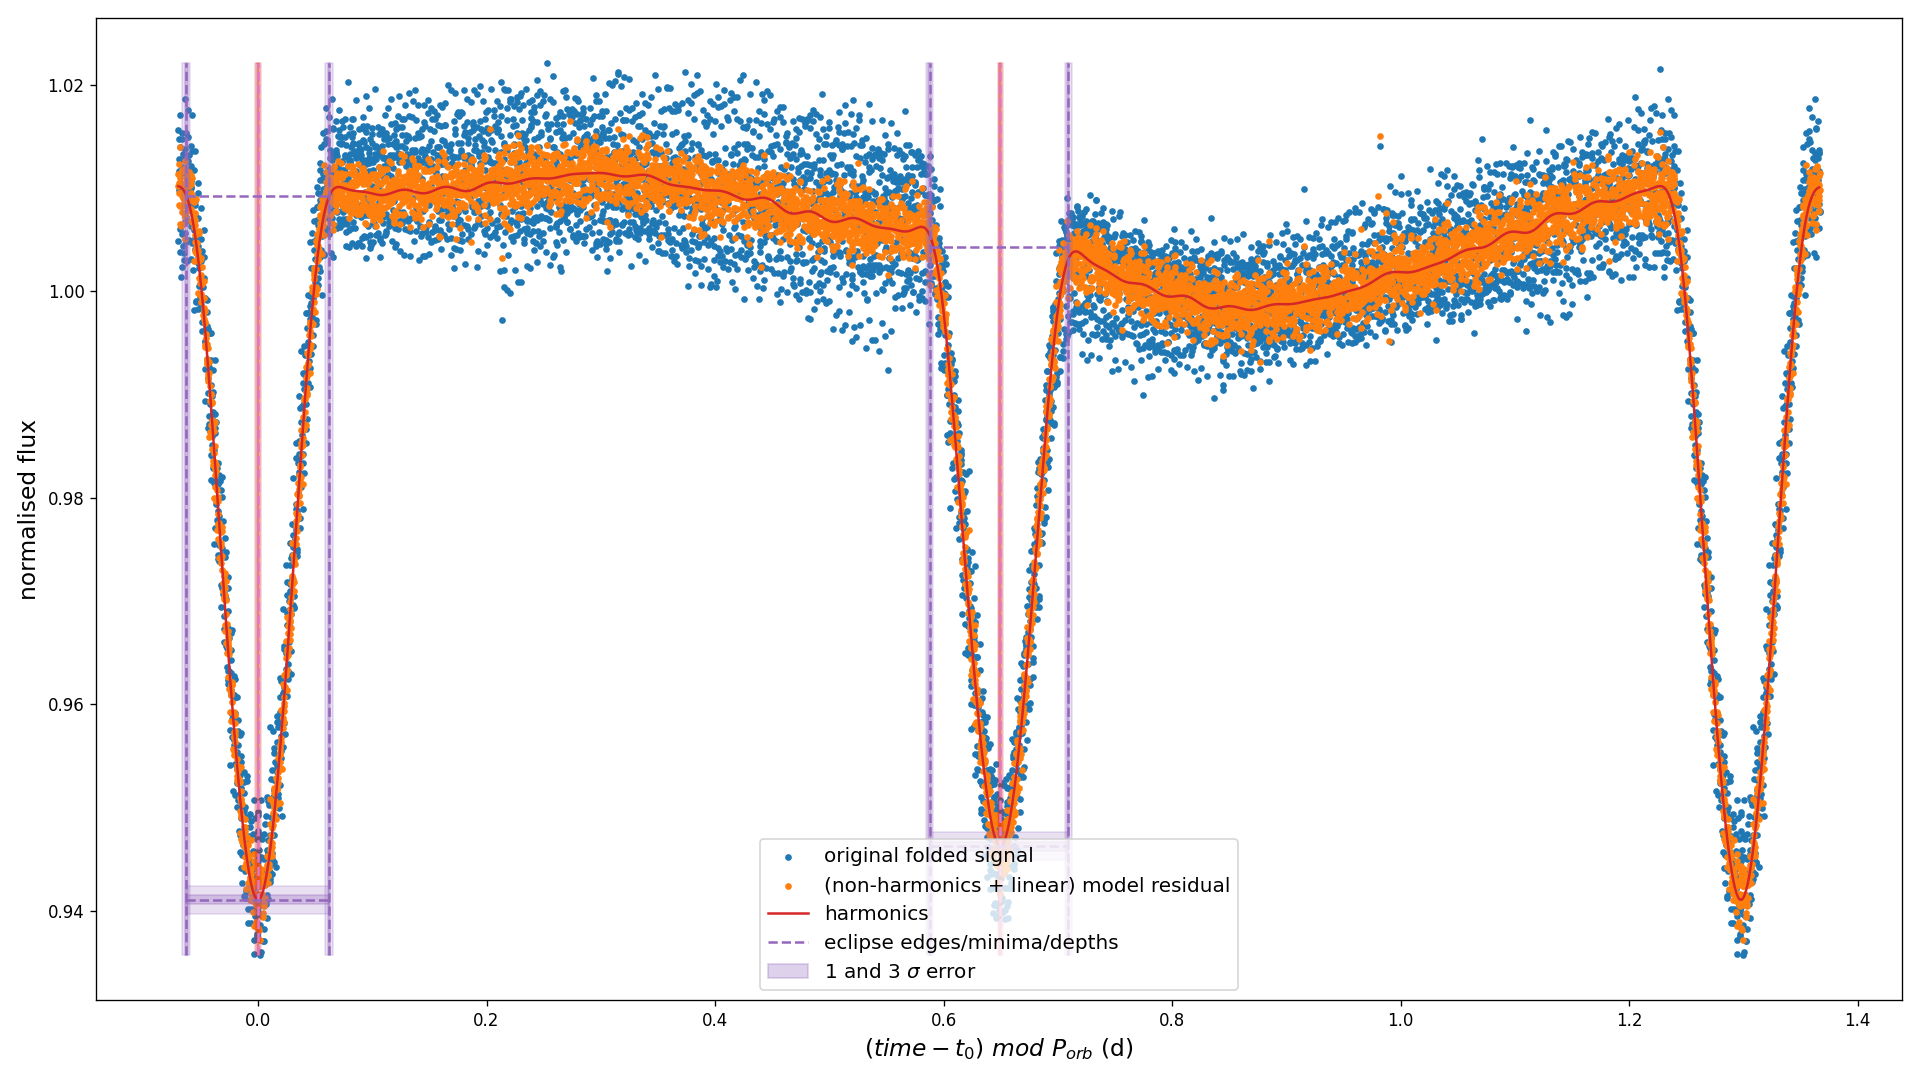 normalised flux
1.02
1.00
0.98
0.96
0.94
original folded signal
(non-harmonics + linear) model residual
harmonics
eclipse edges/minima/depths
1 and 3 σ error
0.0 0.2 0.4 0.6 0.8 1.0 1.2 1.4
(time − t₀) mod P_orb (d)